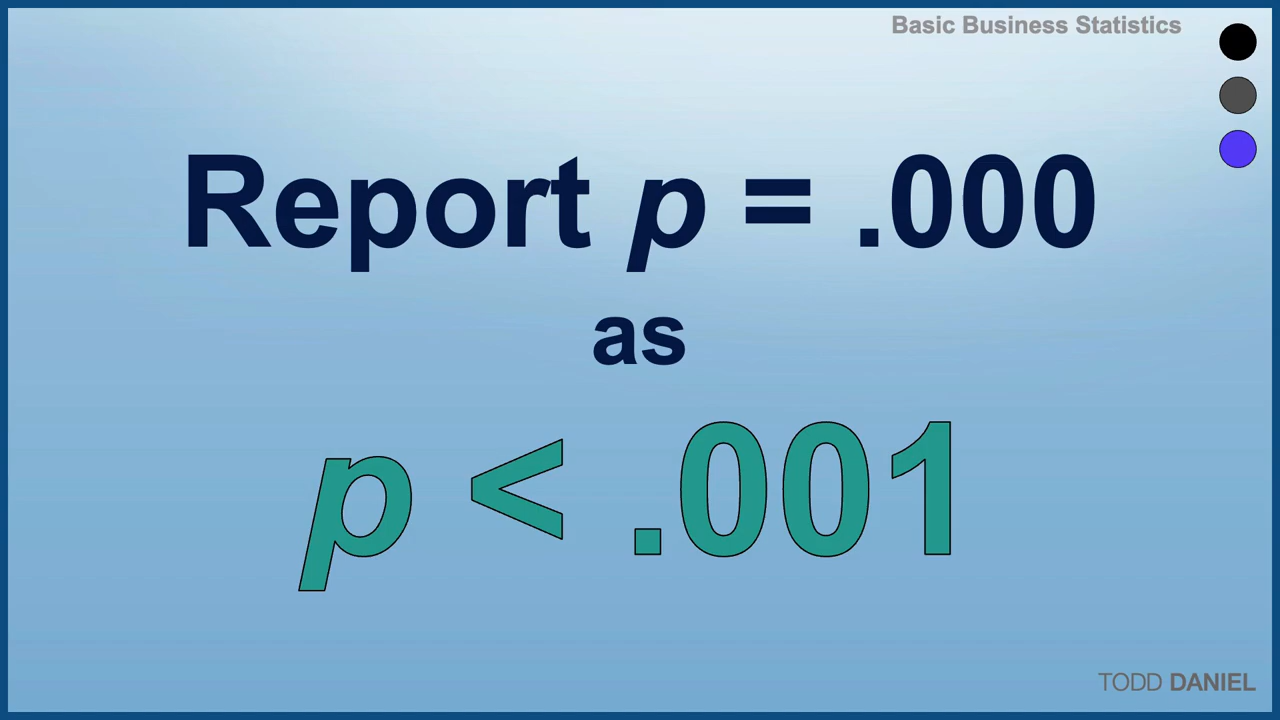 Basic Business Statistics
Report p = .000
as
p < .001
TODD DANIEL